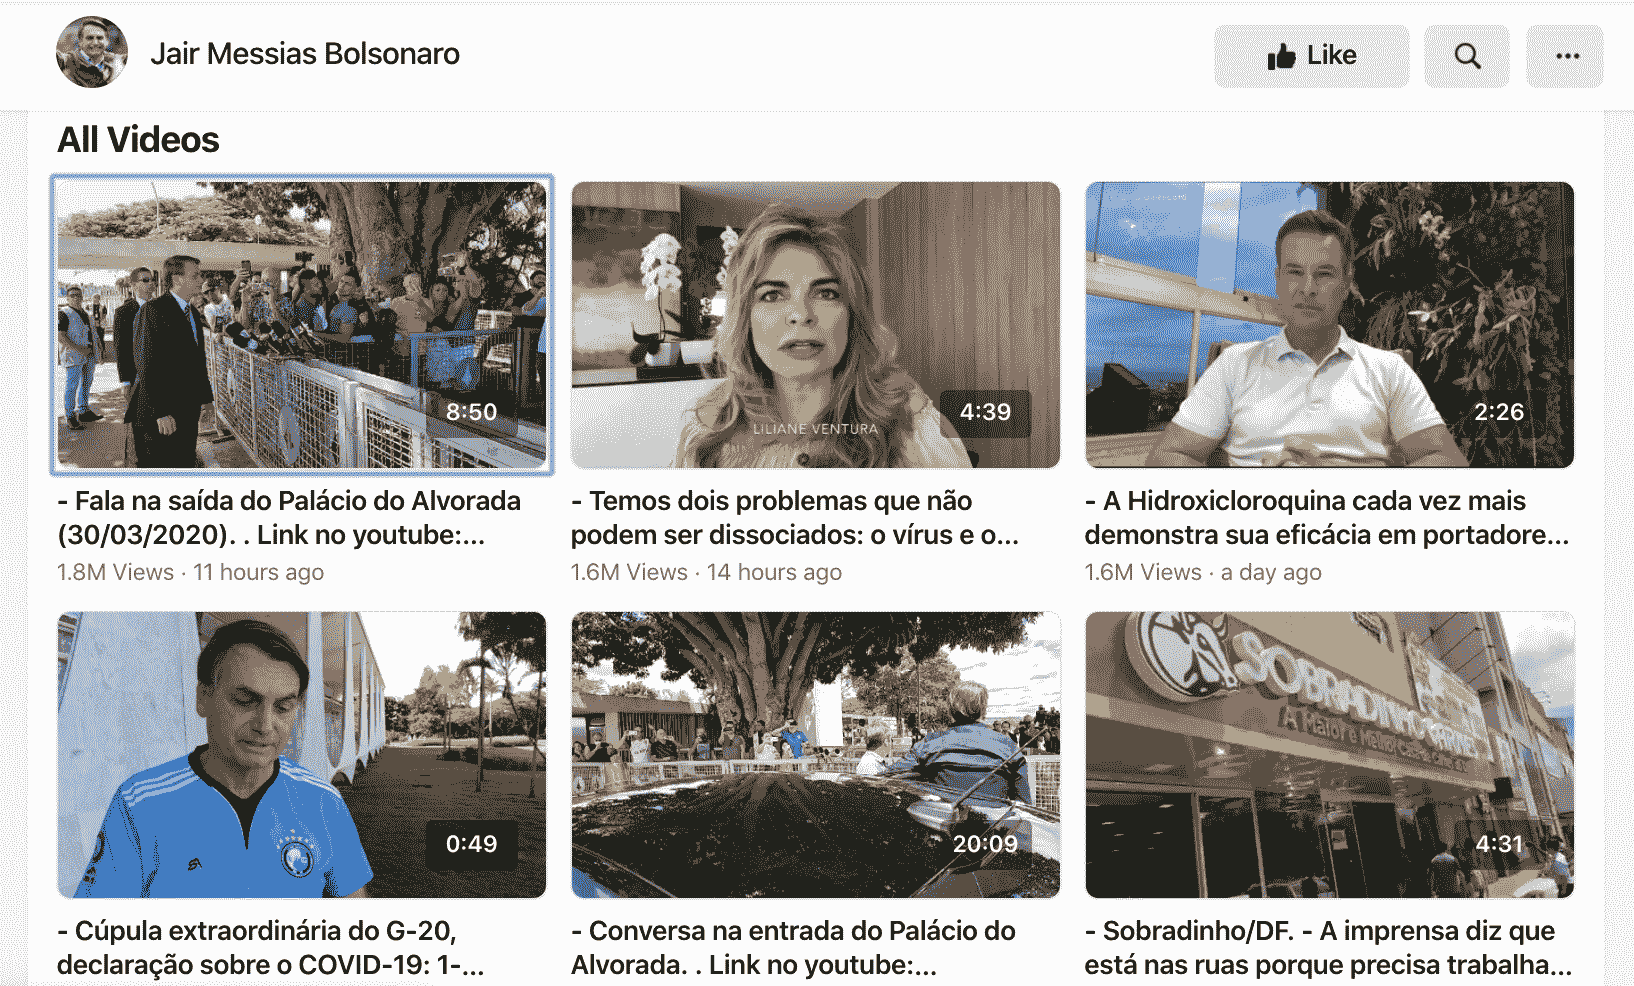 Jair Messias Bolsonaro
Like
All Videos
8:50
LILIANE VENTURA
4:39
2:26
- Fala na saída do Palácio do Alvorada
(30/03/2020). . Link no youtube:...
1.8M Views · 11 hours ago
- Temos dois problemas que não
podem ser dissociados: o vírus e o...
1.6M Views · 14 hours ago
- A Hidroxicloroquina cada vez mais
demonstra sua eficácia em portadore...
1.6M Views · a day ago
0:49
20:09
SOBRADINHO
A Maior e Melhor
4:31
- Cúpula extraordinária do G-20,
declaração sobre o COVID-19: 1-...
- Conversa na entrada do Palácio do
Alvorada. . Link no youtube:...
- Sobradinho/DF. - A imprensa diz que
está nas ruas porque precisa trabalha...